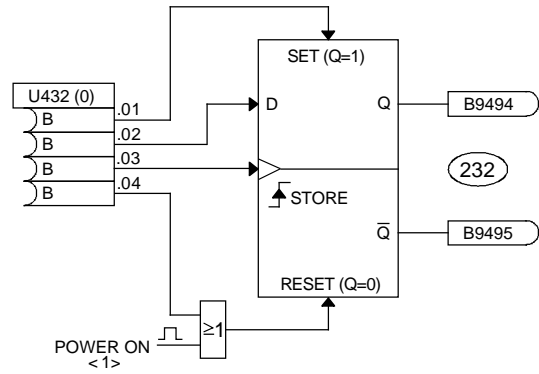 SET (Q=1)
U432 (0)
B .01
B .02
B .03
B .04
D
Q
B9494
232
STORE
Q̅
B9495
RESET (Q=0)
≥1
POWER ON
<1>